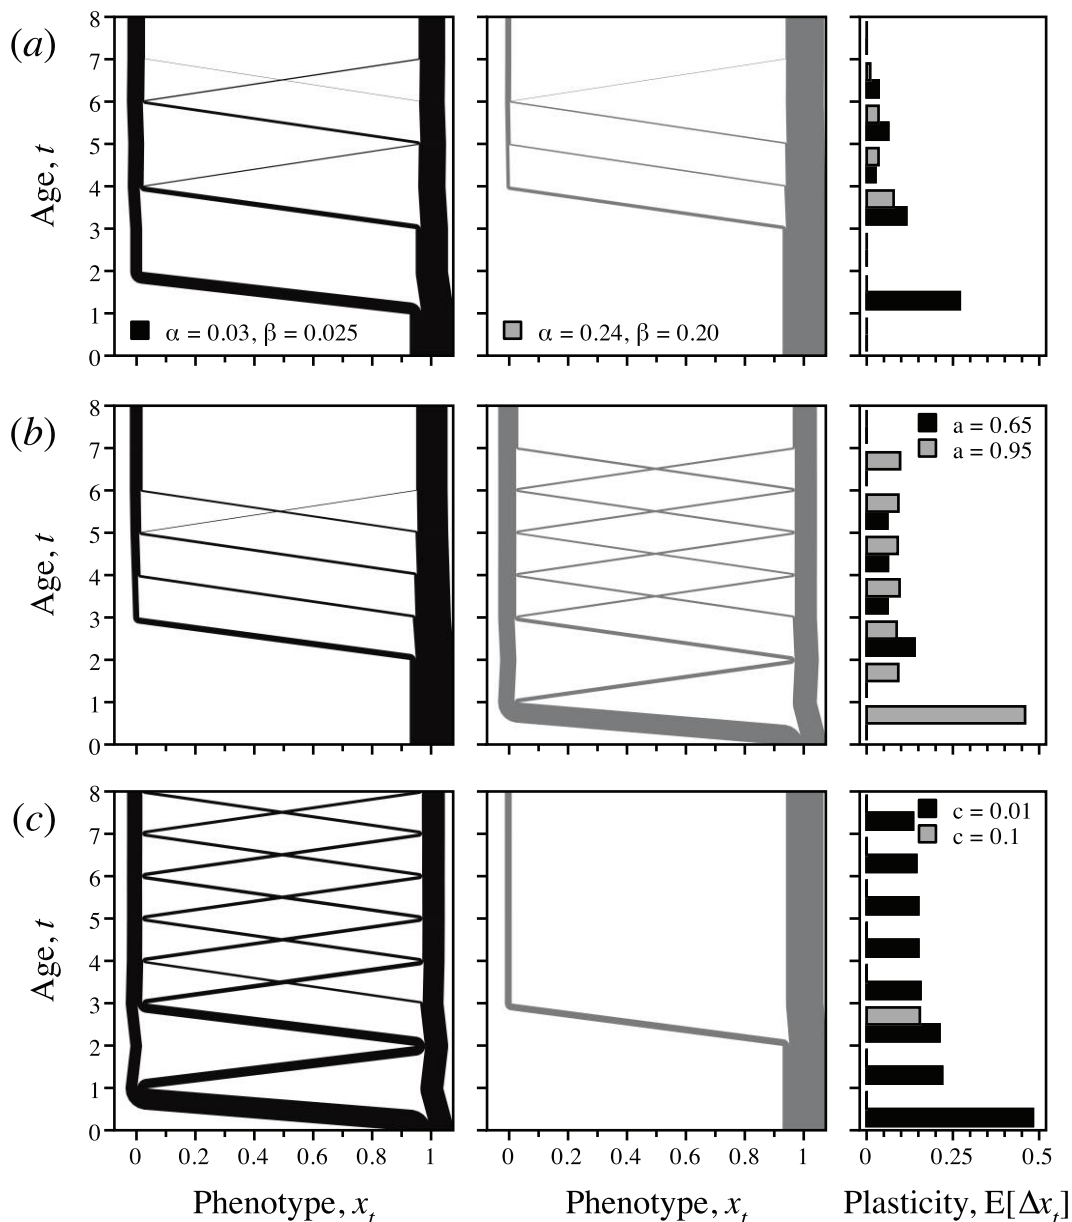 (a)
8
7
6
5
4
3
2
1
0
Age, t
α = 0.03, β = 0.025
α = 0.24, β = 0.20
(b)
8
7
6
5
4
3
2
1
0
Age, t
a = 0.65
a = 0.95
(c)
8
7
6
5
4
3
2
1
0
Age, t
c = 0.01
c = 0.1
0 0.2 0.4 0.6 0.8 1 0 0.2 0.4 0.6 0.8 1 0 0.25 0.5
Phenotype, xₜ Phenotype, xₜ Plasticity, E[Δxₜ]